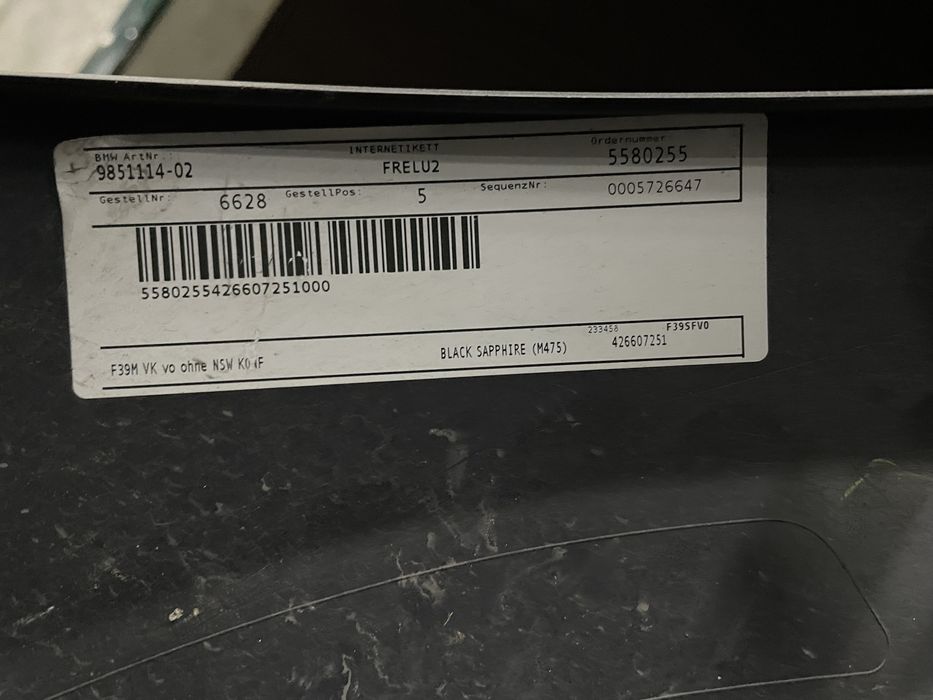 INTERNETIKETT
BMW ArtNr.:
9851114-02
FRELU2
Ordernummer
5580255
GestellNr: 6628 GestellPos: 5 SequenzNr: 0005726647
5580255426607251000
233458 F39SFV0
F39M VK vo ohne NSW BLACK SAPPHIRE (M475) 426607251